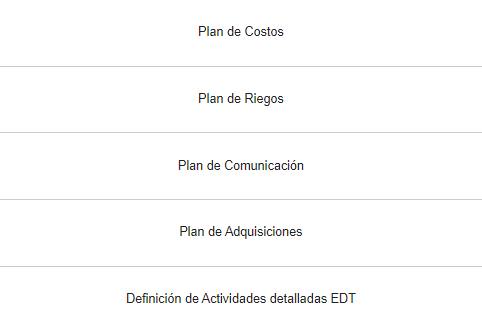 Plan de Costos
Plan de Riegos
Plan de Comunicación
Plan de Adquisiciones
Definición de Actividades detalladas EDT